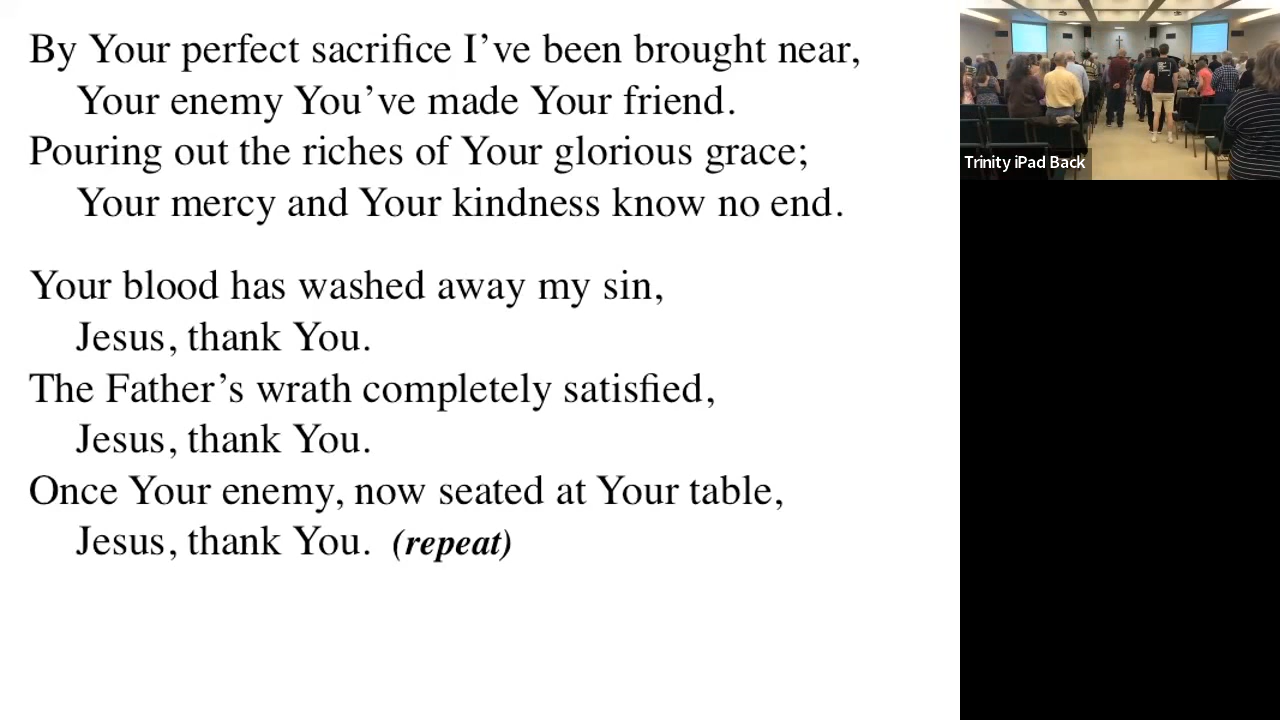 By Your perfect sacrifice I’ve been brought near,
Your enemy You’ve made Your friend.
Pouring out the riches of Your glorious grace;
Your mercy and Your kindness know no end.
Your blood has washed away my sin,
Jesus, thank You.
The Father’s wrath completely satisfied,
Jesus, thank You.
Once Your enemy, now seated at Your table,
Jesus, thank You. (repeat)
Trinity iPad Back